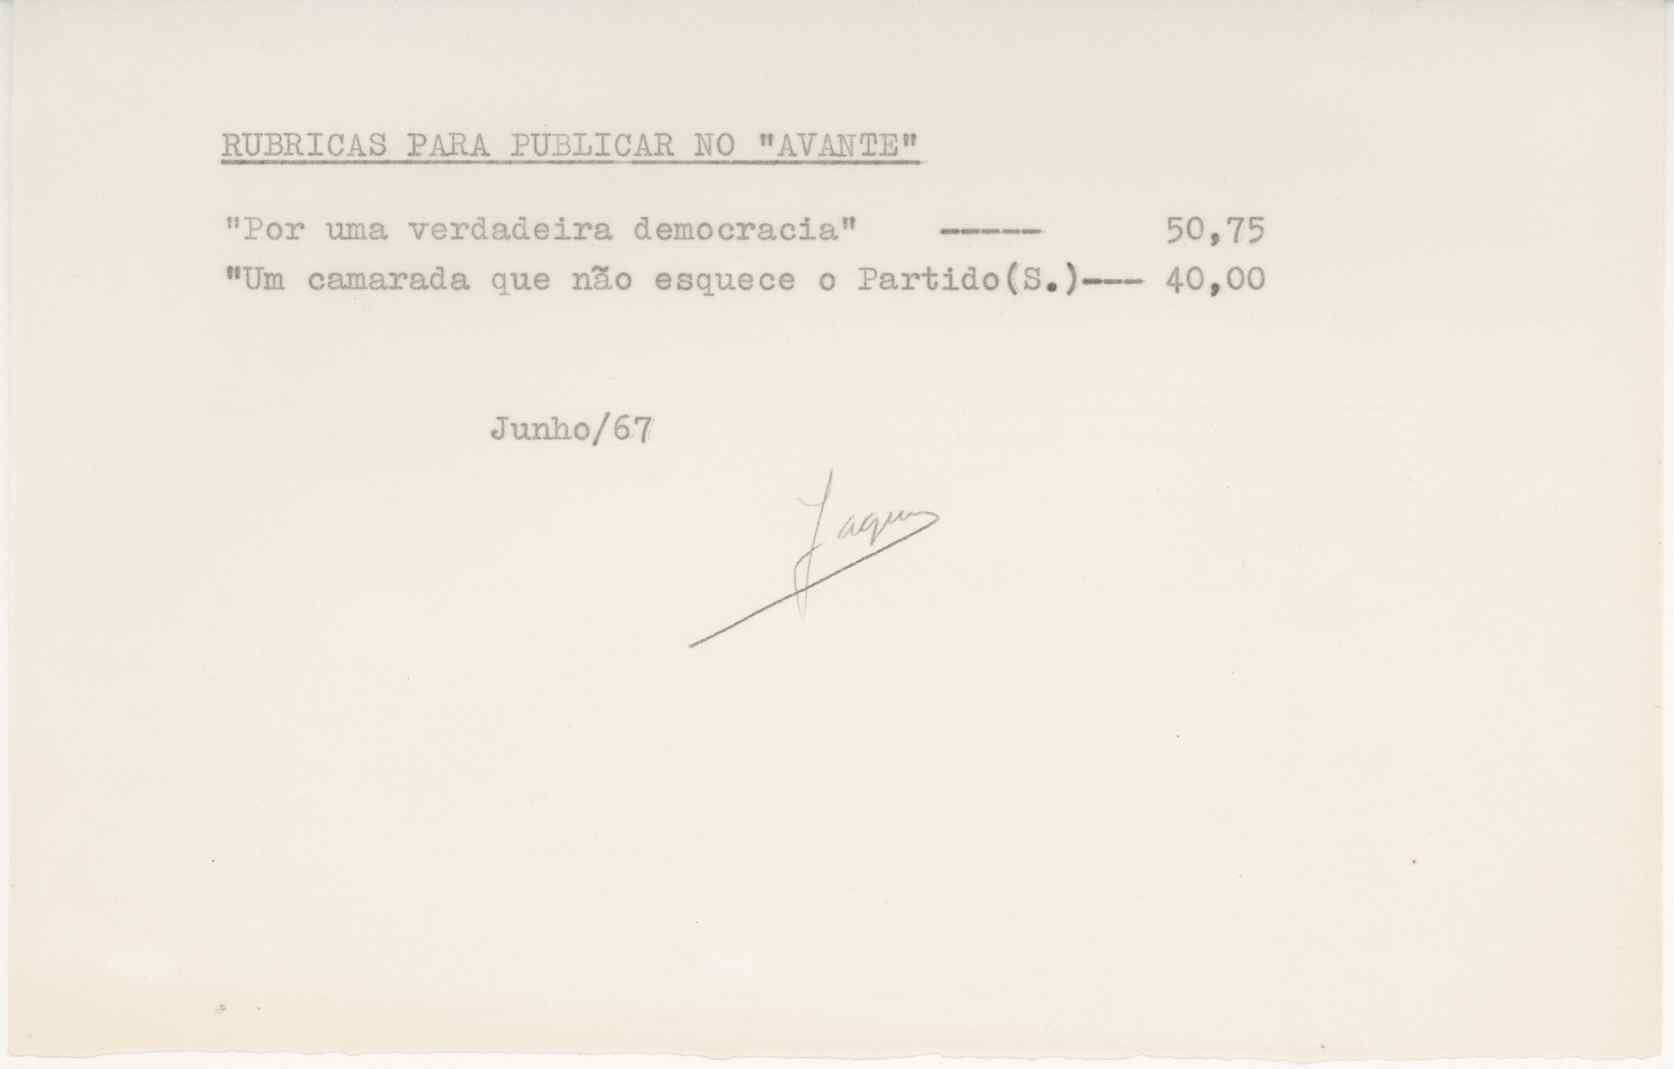 RUBRICAS PARA PUBLICAR NO "AVANTE"
"Por uma verdadeira democracia" ----- 50,75
"Um camarada que não esquece o Partido(S.)--- 40,00
Junho/67
Jaques